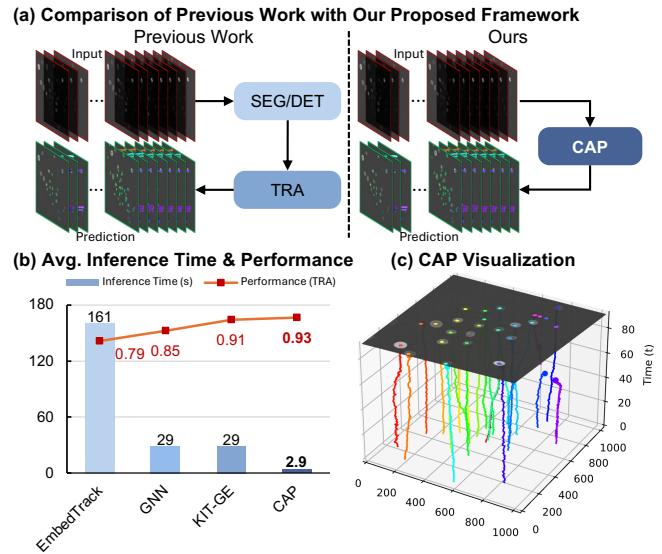 (a) Comparison of Previous Work with Our Proposed Framework
Previous Work
Ours
Input
Input
SEG/DET
CAP
TRA
Prediction
Prediction
(b) Avg. Inference Time & Performance
Inference Time (s)
Performance (TRA)
180
120
60
0
161
29
29
2.9
0.79
0.85
0.91
0.93
EmbedTrack
GNN
KIT-GE
CAP
(c) CAP Visualization
80
60
40
20
0
Time (t)
0
200
400
600
800
1000
0
200
400
600
800
1000